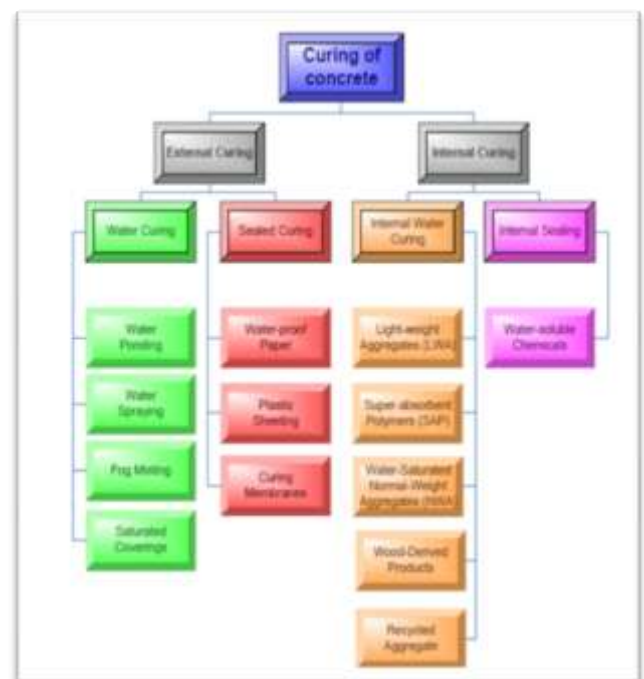 Curing of
concrete
External Curing
Internal Curing
Water Curing
Sealed Curing
Internal Water
Curing
Internal Sealing
Water
Ponding
Water-proof
Paper
Light-weight
Aggregates (LWA)
Water-soluble
Chemicals
Water
Spraying
Plastic
Sheeting
Super-absorbent
Polymers (SAP)
Fog Misting
Curing
Membranes
Water-Saturated
Normal-Weight
Aggregates (NWA
Saturated
Coverings
Wood-Derived
Products
Recycled
Aggregate